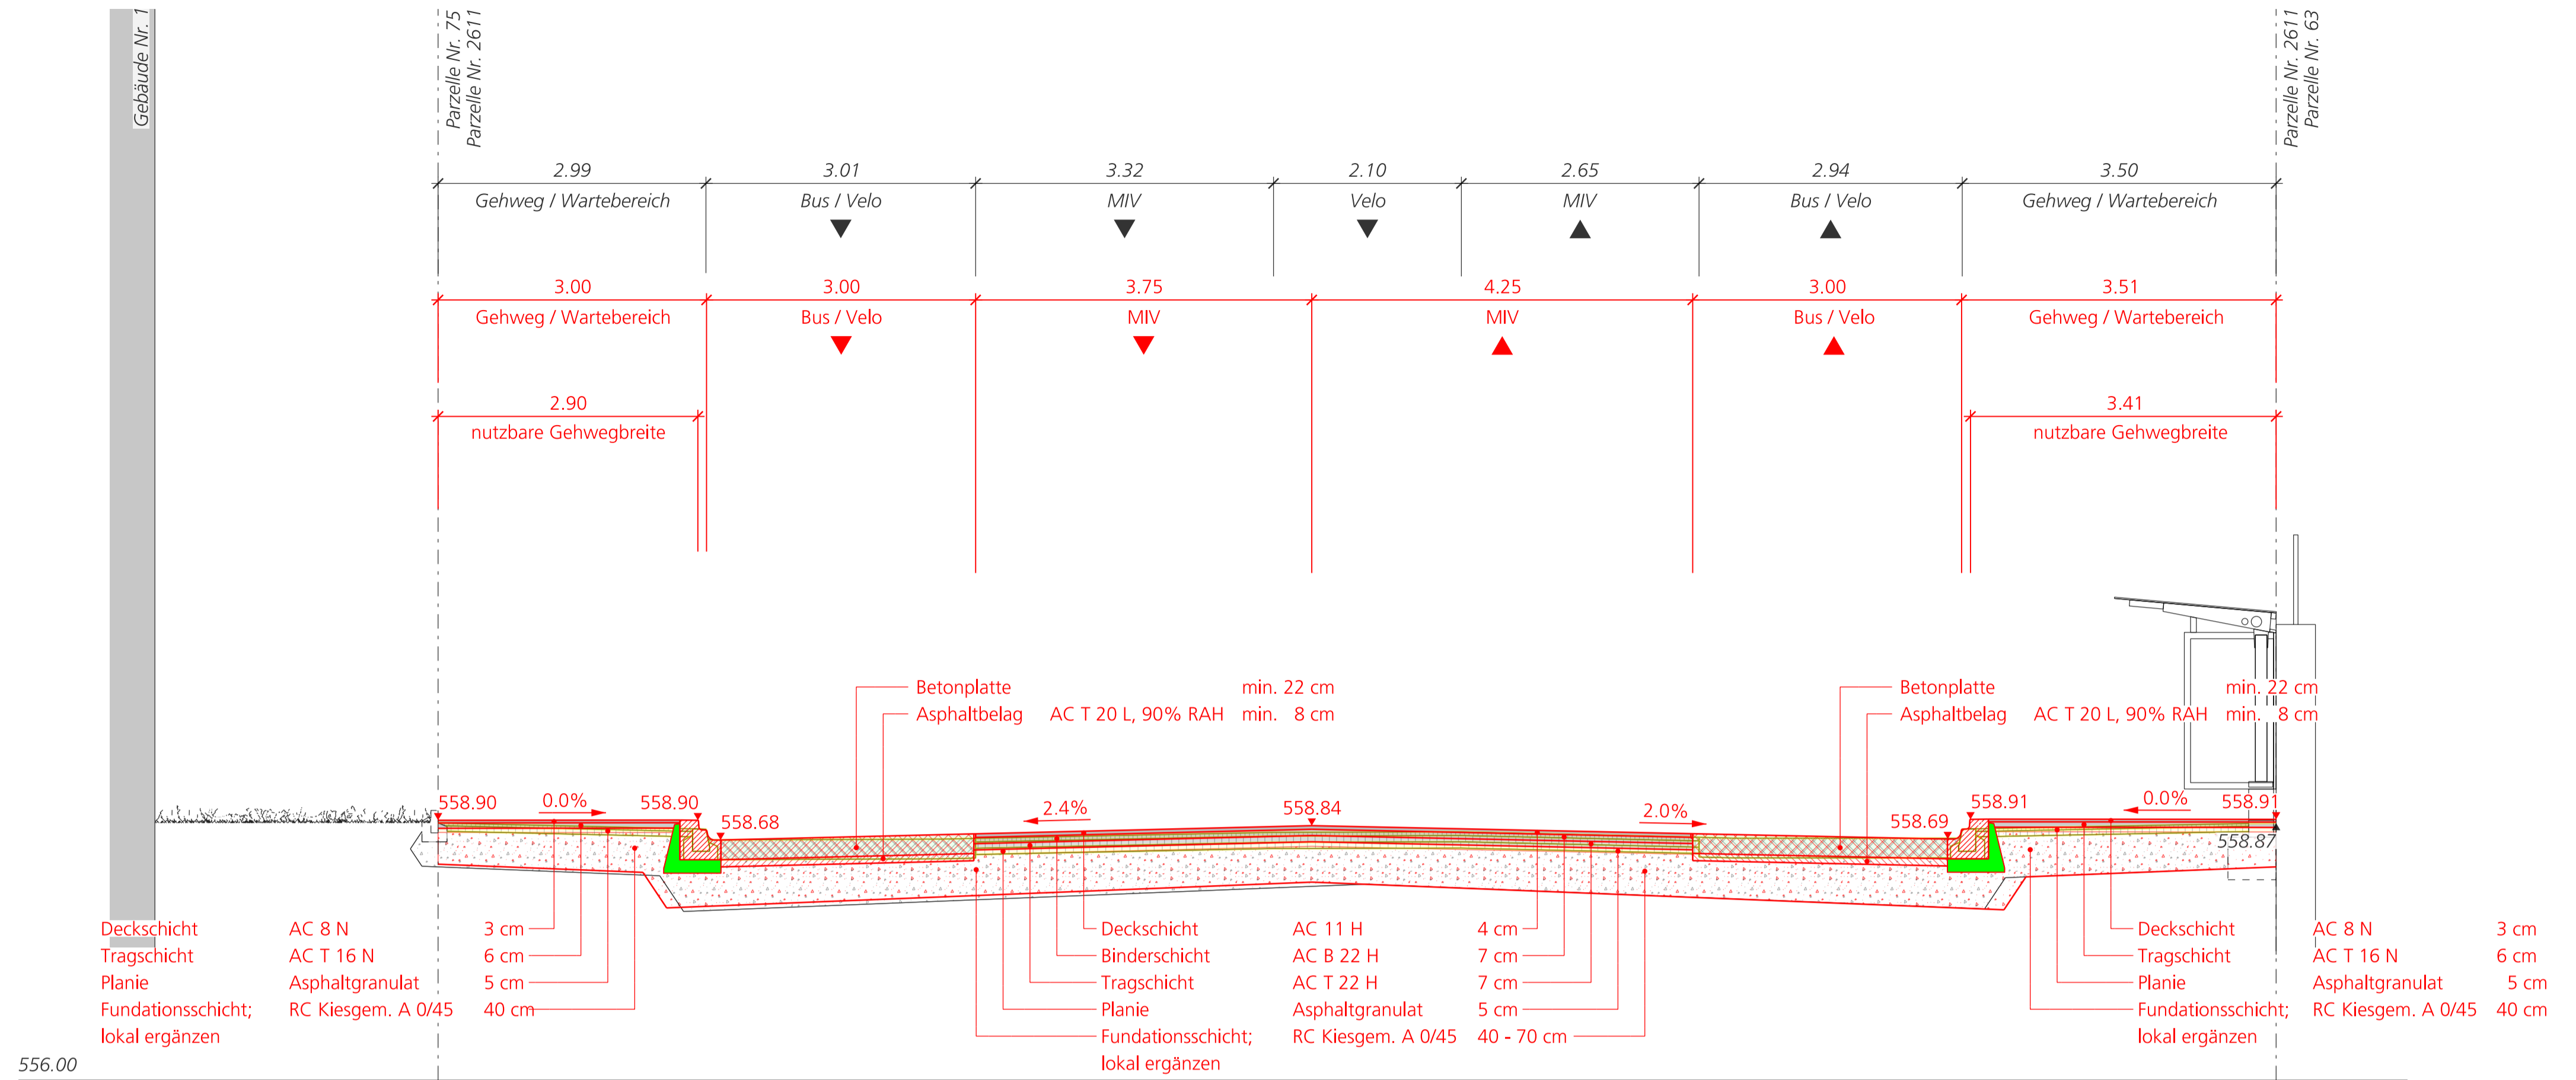 Gebäude Nr. 1
Parzelle Nr. 75
Parzelle Nr. 2611
Parzelle Nr. 2611
Parzelle Nr. 63
2.99 3.01 3.32 2.10 2.65 2.94 3.50
Gehweg / Wartebereich Bus / Velo MIV Velo MIV Bus / Velo Gehweg / Wartebereich
3.00 3.00 3.75 4.25 3.00 3.51
Gehweg / Wartebereich Bus / Velo MIV MIV Bus / Velo Gehweg / Wartebereich
2.90 3.41
nutzbare Gehwegbreite nutzbare Gehwegbreite
Betonplatte min. 22 cm Betonplatte min. 22 cm
Asphaltbelag AC T 20 L, 90% RAH min. 8 cm Asphaltbelag AC T 20 L, 90% RAH min. 8 cm
558.90 0.0% 558.90 2.4% 558.84 2.0% 558.91 0.0% 558.91
558.68 558.69
558.87
Deckschicht AC 8 N 3 cm Deckschicht AC 11 H 4 cm Deckschicht AC 8 N 3 cm
Tragschicht AC T 16 N 6 cm Binderschicht AC B 22 H 7 cm Tragschicht AC T 16 N 6 cm
Planie Asphaltgranulat 5 cm Tragschicht AC T 22 H 7 cm Planie Asphaltgranulat 5 cm
Fundationsschicht; RC Kiesgem. A 0/45 40 cm Planie Asphaltgranulat 5 cm Fundationsschicht; RC Kiesgem. A 0/45 40 cm
lokal ergänzen Fundationsschicht; RC Kiesgem. A 0/45 40 - 70 cm lokal ergänzen
lokal ergänzen
556.00